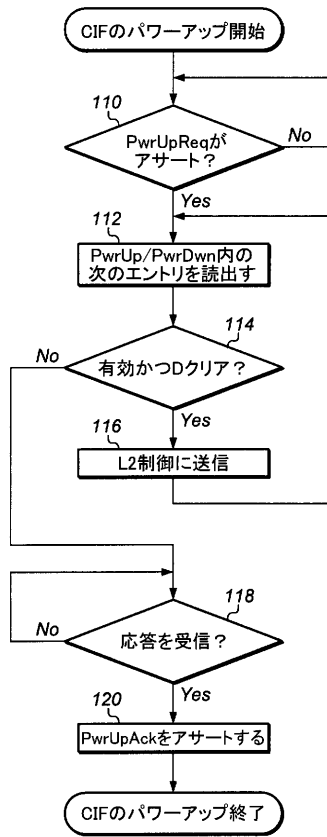 CIFのパワーアップ開始
110
PwrUpReqが
アサート？
No
Yes
112
PwrUp/PwrDwn内の
次のエントリを読出す
114
No
有効かつDクリア？
Yes
116
L2制御に送信
118
No
応答を受信？
Yes
120
PwrUpAckをアサートする
CIFのパワーアップ終了